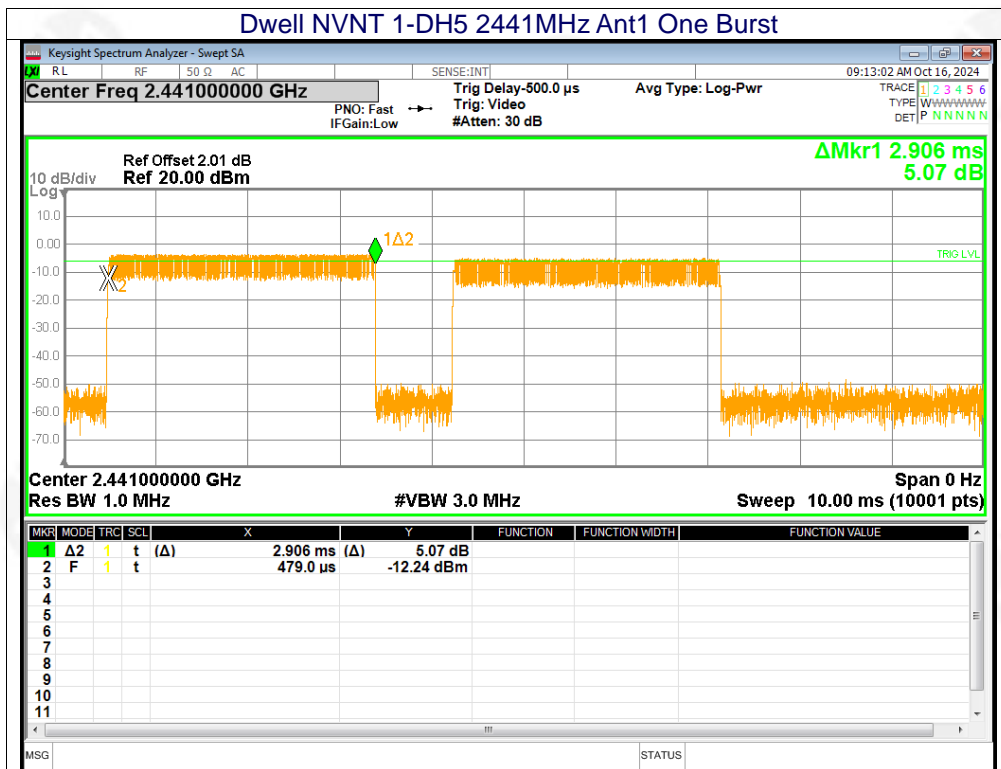 Dwell NVNT 1-DH5 2441MHz Ant1 One Burst
Keysight Spectrum Analyzer - Swept SA
LXI RL RF 50 Ω AC SENSE:INT 09:13:02 AM Oct 16, 2024
Center Freq 2.441000000 GHz
PNO: Fast
IFGain:Low
Trig Delay-500.0 µs
Trig: Video
#Atten: 30 dB
Avg Type: Log-Pwr
TRACE 1 2 3 4 5 6
TYPE WWWWWW
DET P N N N N N
ΔMkr1 2.906 ms
5.07 dB
Ref Offset 2.01 dB
10 dB/div Ref 20.00 dBm
Log
10.0
0.00
-10.0
-20.0
-30.0
-40.0
-50.0
-60.0
-70.0
1Δ2
2
TRIG LVL
Center 2.441000000 GHz Span 0 Hz
Res BW 1.0 MHz #VBW 3.0 MHz Sweep 10.00 ms (10001 pts)
MKR MODE TRC SCL X Y FUNCTION FUNCTION WIDTH FUNCTION VALUE
1 Δ2 1 t (Δ) 2.906 ms (Δ) 5.07 dB
2 F 1 t 479.0 µs -12.24 dBm
3
4
5
6
7
8
9
10
11
MSG STATUS